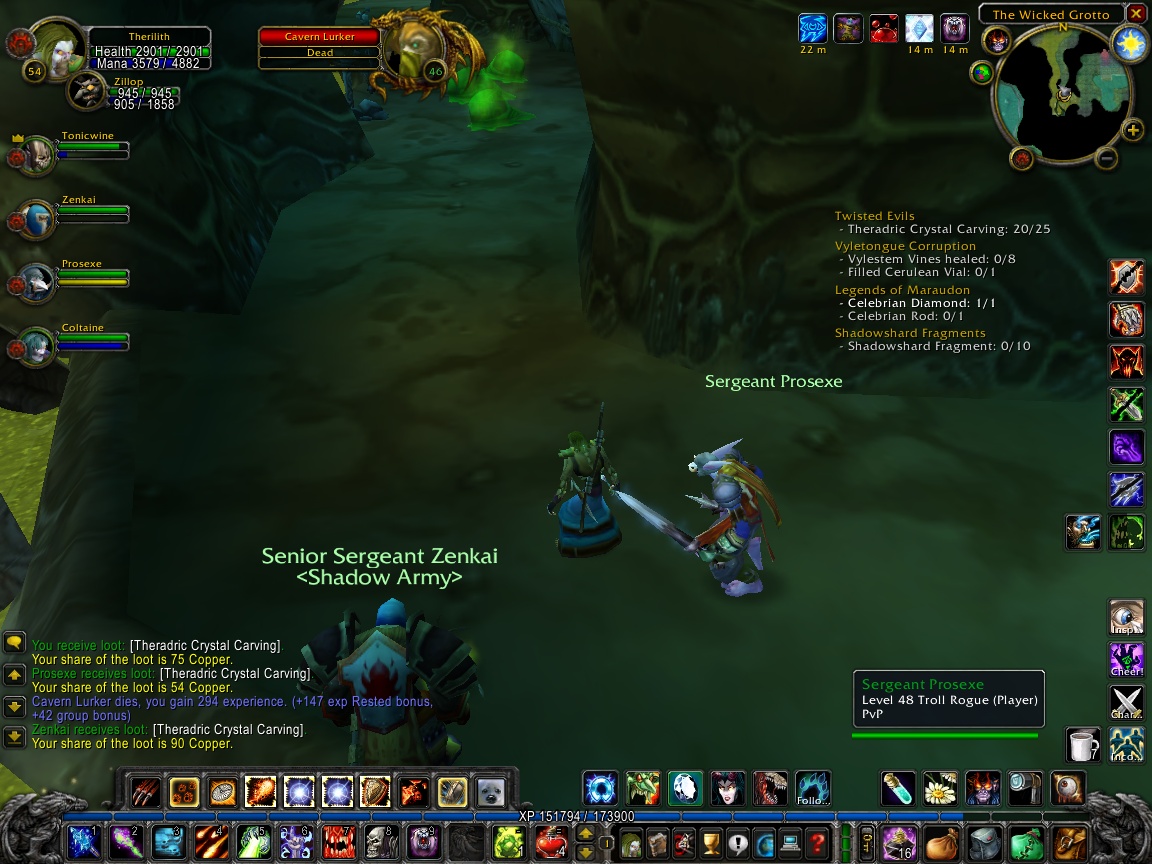 Therilith
Health 2901 / 2901
Mana 3579 / 4882
54
Zillop
945 / 945
905 / 1858
Cavern Lurker
Dead
46
22 m
14 m
14 m
The Wicked Grotto
N
Tonicwine
Zenkai
Prosexe
Coltaine
Twisted Evils
- Theradric Crystal Carving: 20/25
Vyletongue Corruption
- Vylestem Vines healed: 0/8
- Filled Cerulean Vial: 0/1
Legends of Maraudon
- Celebrian Diamond: 1/1
- Celebrian Rod: 0/1
Shadowshard Fragments
- Shadowshard Fragment: 0/10
Sergeant Prosexe
Senior Sergeant Zenkai
<Shadow Army>
You receive loot: [Theradric Crystal Carving].
Your share of the loot is 75 Copper.
Prosexe receives loot: [Theradric Crystal Carving].
Your share of the loot is 54 Copper.
Cavern Lurker dies, you gain 294 experience. (+147 exp Rested bonus,
+42 group bonus)
Zenkai receives loot: [Theradric Crystal Carving].
Your share of the loot is 90 Copper.
Sergeant Prosexe
Level 48 Troll Rogue (Player)
PvP
Insp
Cheer!
Char...
Incd...
Follo...
XP 151794 / 173900
1 2 3 4 5 6 7 8 9
1
16